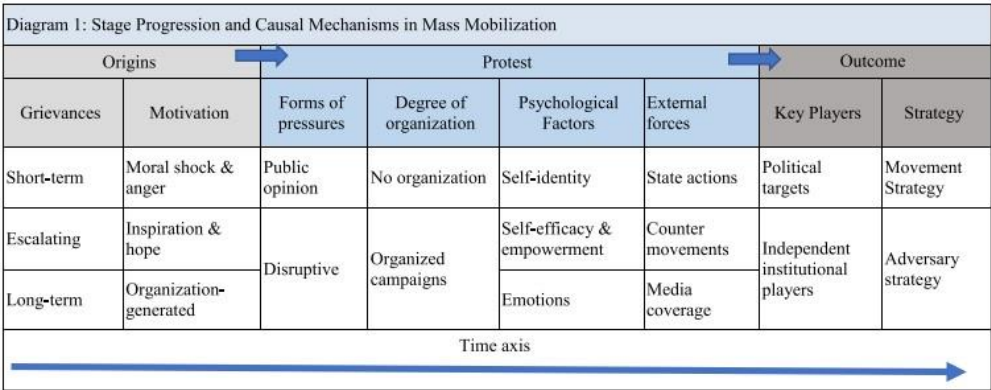 Diagram 1: Stage Progression and Causal Mechanisms in Mass Mobilization
Origins
Protest
Outcome
Grievances
Motivation
Forms of
pressures
Degree of
organization
Psychological
Factors
External
forces
Key Players
Strategy
Short-term
Moral shock &
anger
Public
opinion
No organization
Self-identity
State actions
Political
targets
Movement
Strategy
Escalating
Inspiration &
hope
Disruptive
Organized
campaigns
Self-efficacy &
empowerment
Counter
movements
Independent
institutional
players
Adversary
strategy
Long-term
Organization-
generated
Emotions
Media
coverage
Time axis